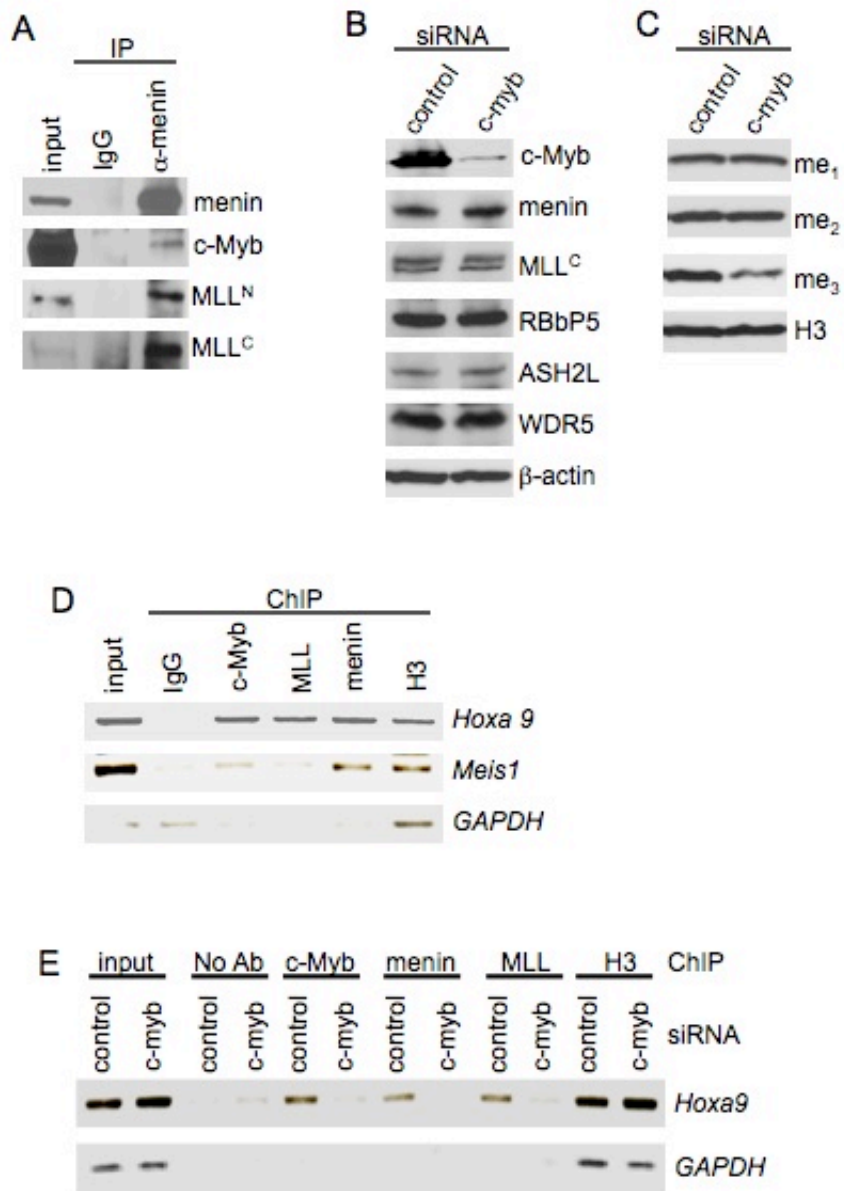 A
IP
input
IgG
α-menin
menin
c-Myb
MLLᴺ
MLLᶜ
B
siRNA
control
c-myb
c-Myb
menin
MLLᶜ
RBbP5
ASH2L
WDR5
β-actin
C
siRNA
control
c-myb
me₁
me₂
me₃
H3
D
ChIP
input
IgG
c-Myb
MLL
menin
H3
Hoxa 9
Meis1
GAPDH
E
input No Ab c-Myb menin MLL H3 ChIP
control c-myb control c-myb control c-myb control c-myb control c-myb control c-myb siRNA
Hoxa9
GAPDH